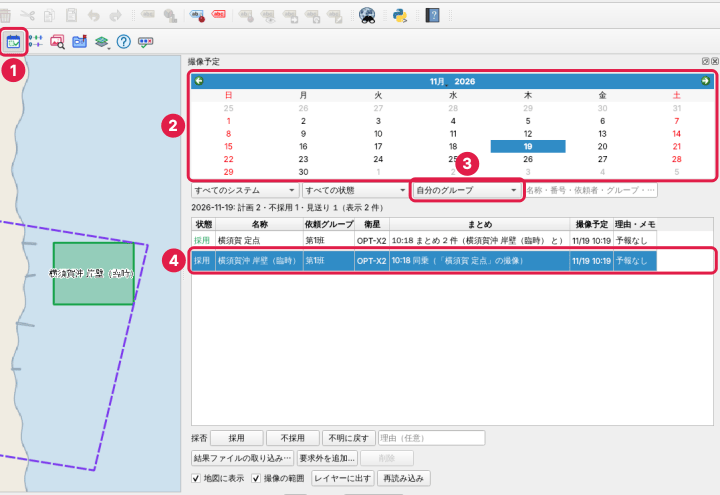 abc
abc
abc
?
1
撮像予定
11月 2026
日 月 火 水 木 金 土
25 26 27 28 29 30 31
1 2 3 4 5 6 7
2
8 9 10 11 12 13 14
15 16 17 18 19 20 21
22 23 24 25 26 27 28
3
29 30 1 2 3 4 5
すべてのシステム すべての状態 自分のグループ 名称・番号・依頼者・グループ・…
2026-11-19: 計画 2・不採用 1・見送り 1（表示 2 件）
状態 名称 依頼グループ 衛星 まとめ 撮像予定 理由・メモ
採用 横須賀 定点 第1班 OPT-X2 10:18 まとめ 2 件（横須賀沖 岸壁（臨時） と） 11/19 10:19 予報なし
4
採用 横須賀沖 岸壁（臨時） 第1班 OPT-X2 10:18 同乗（「横須賀 定点」の撮像） 11/19 10:19 予報なし
横須賀沖 岸壁（臨時）
採否 採用 不採用 不明に戻す 理由（任意）
結果ファイルの取り込み… 要求外を追加... 削除
地図に表示 撮像の範囲 レイヤーに出す 再読み込み